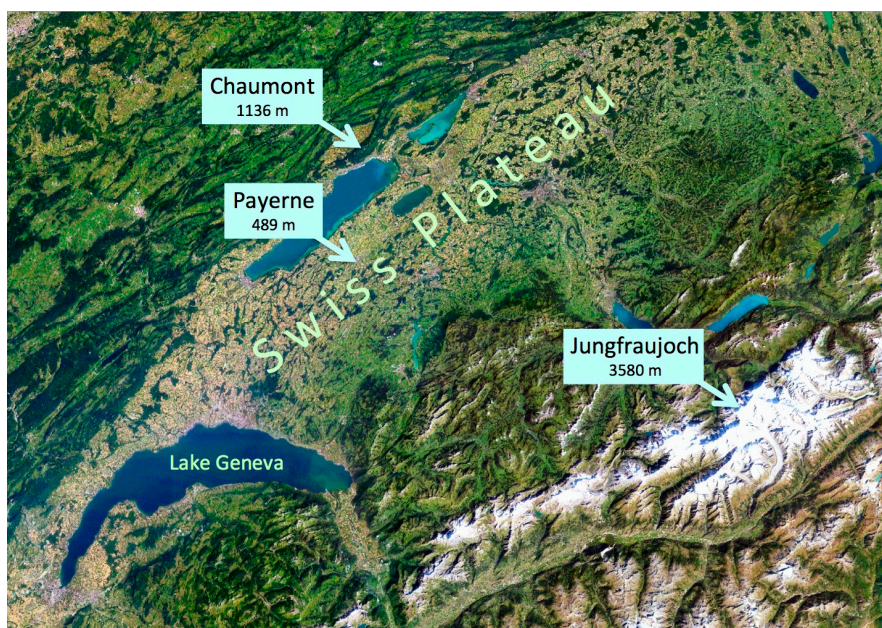 Chaumont
1136 m
Payerne
489 m
Swiss Plateau
Jungfraujoch
3580 m
Lake Geneva